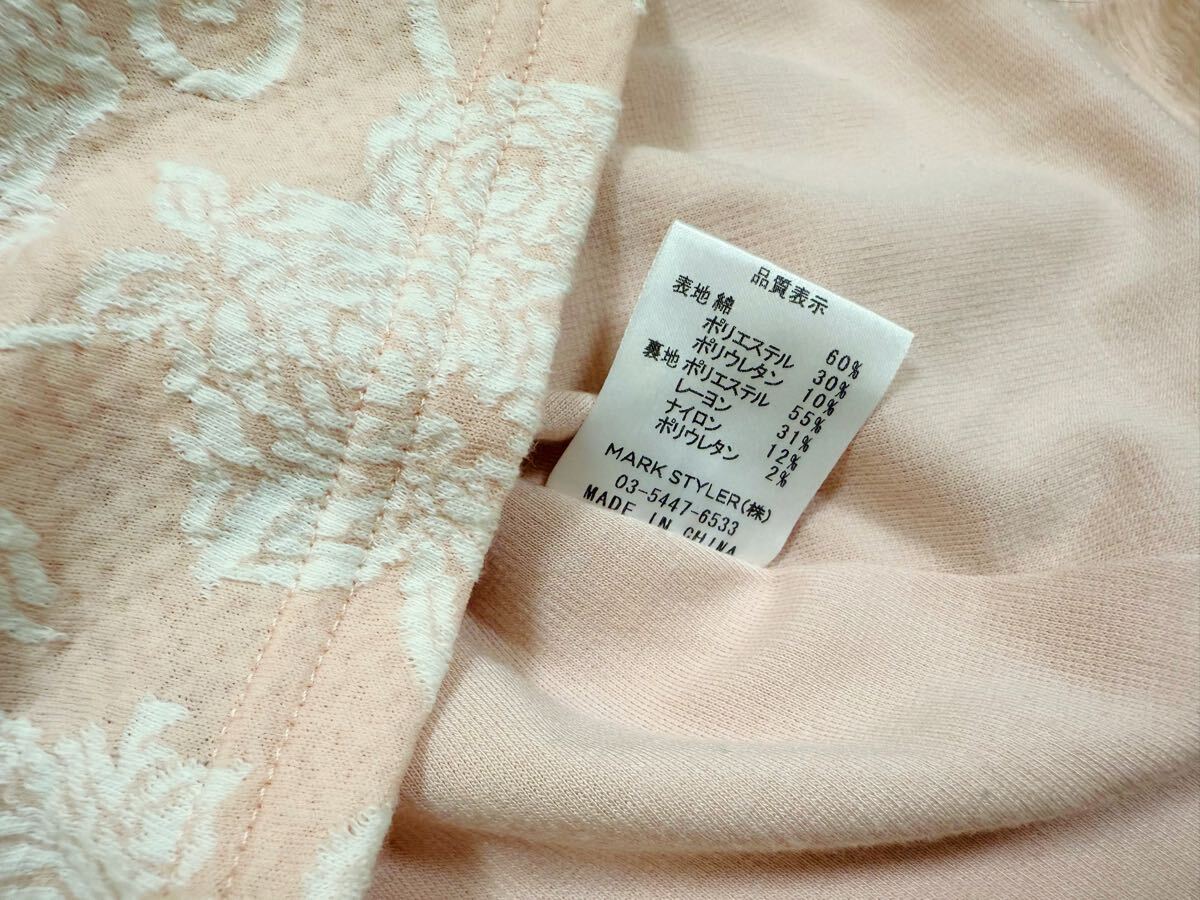 品質表示
表地 綿 60%
ポリエステル 30%
ポリウレタン 10%
裏地 ポリエステル 55%
レーヨン 31%
ナイロン 12%
ポリウレタン 2%
MARK STYLER(株)
03-5447-6533
MADE IN CHINA